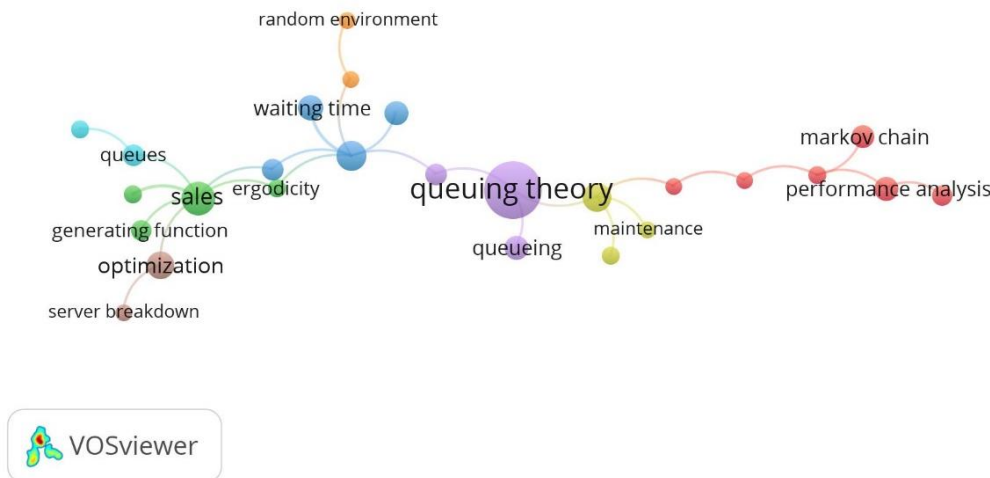 random environment
waiting time
markov chain
queues
ergodicity
queuing theory
performance analysis
sales
generating function
maintenance
queueing
optimization
server breakdown
VOSviewer